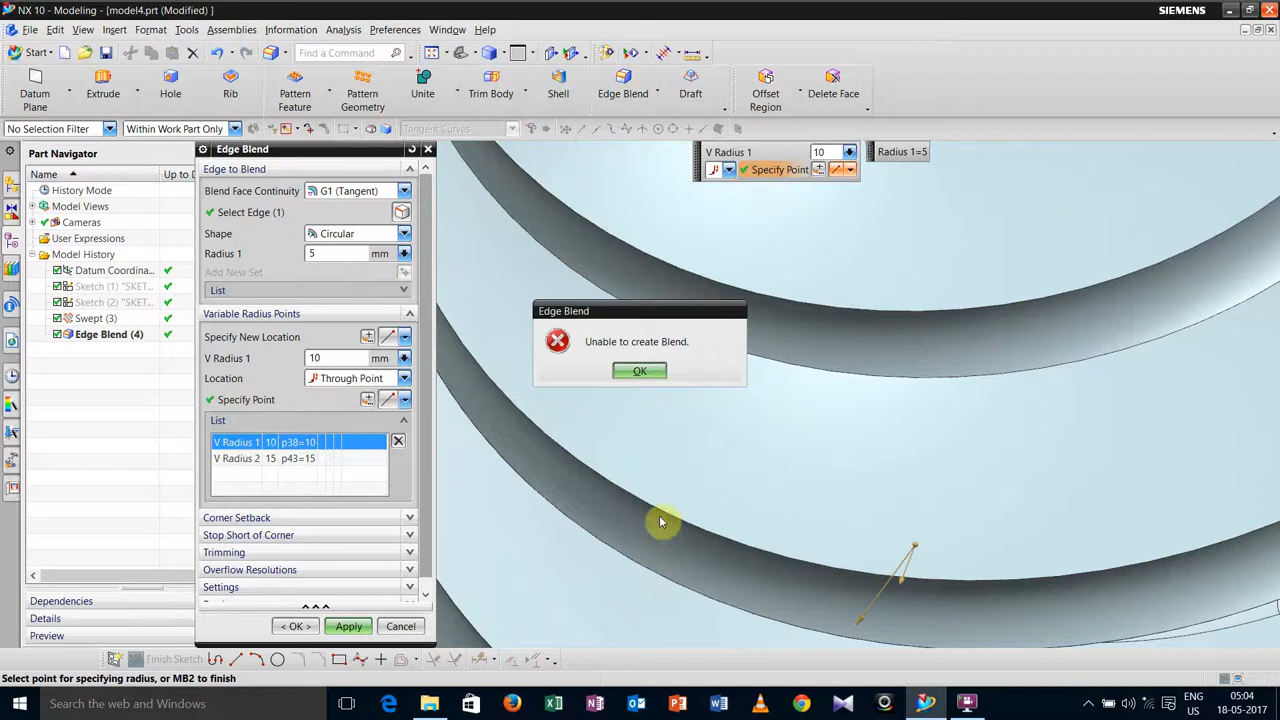 NX 10 - Modeling - [model4.prt (Modified) ]
SIEMENS
File Edit View Insert Format Tools Assemblies Information Analysis Preferences Window Help
Start
Find a Command
Datum Plane
Extrude
Hole
Rib
Pattern Feature
Pattern Geometry
Unite
Trim Body
Shell
Edge Blend
Draft
Offset Region
Delete Face
No Selection Filter
Within Work Part Only
Tangent Curves
Part Navigator
Name
Up to D
History Mode
Model Views
Cameras
User Expressions
Model History
Datum Coordina...
Sketch (1) "SKET
Sketch (2) "SKET
Swept (3)
Edge Blend (4)
Dependencies
Details
Preview
Edge Blend
Edge to Blend
Blend Face Continuity G1 (Tangent)
Select Edge (1)
Shape Circular
Radius 1 5 mm
Add New Set
List
Variable Radius Points
Specify New Location
V Radius 1 10 mm
Location Through Point
Specify Point
List
V Radius 1 10 p38=10
V Radius 2 15 p43=15
Corner Setback
Stop Short of Corner
Trimming
Overflow Resolutions
Settings
< OK > Apply Cancel
V Radius 1 10
Specify Point
Radius 1=5
Edge Blend
Unable to create Blend.
OK
Finish Sketch
Select point for specifying radius, or MB2 to finish
Search the web and Windows
ENG
US
05:04
18-05-2017